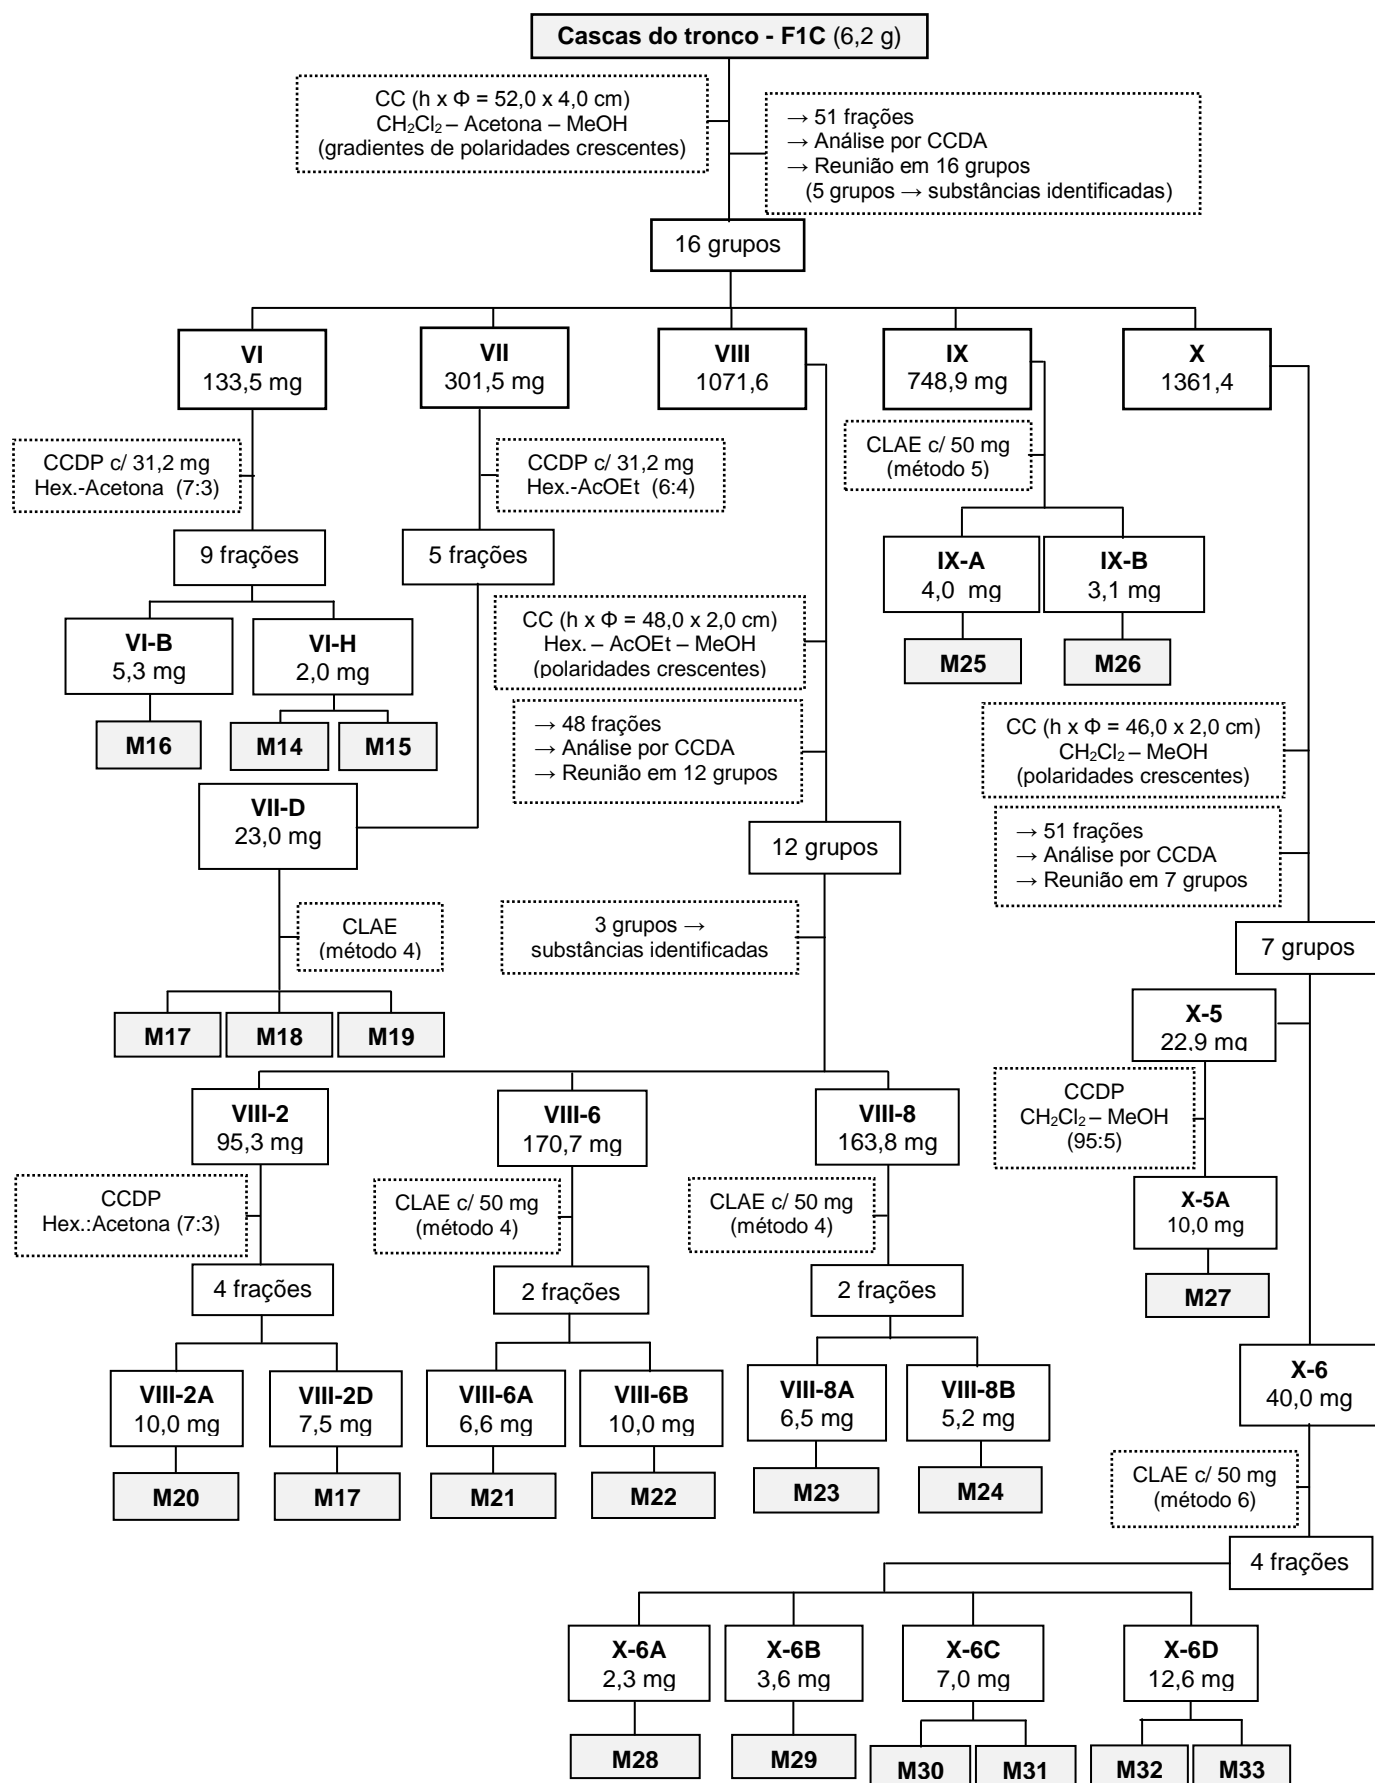 Cascas do tronco - F1C (6,2 g)
CC (h x Φ = 52,0 x 4,0 cm)
CH₂Cl₂ – Acetona – MeOH
(gradientes de polaridades crescentes)
→ 51 frações
→ Análise por CCDA
→ Reunião em 16 grupos
(5 grupos → substâncias identificadas)
16 grupos
VI
133,5 mg
VII
301,5 mg
VIII
1071,6
IX
748,9 mg
X
1361,4
CCDP c/ 31,2 mg
Hex.-Acetona (7:3)
CCDP c/ 31,2 mg
Hex.-AcOEt (6:4)
CLAE c/ 50 mg
(método 5)
9 frações
5 frações
IX-A
4,0 mg
IX-B
3,1 mg
VI-B
5,3 mg
VI-H
2,0 mg
CC (h x Φ = 48,0 x 2,0 cm)
Hex. – AcOEt – MeOH
(polaridades crescentes)
M25
M26
M16
M14
M15
→ 48 frações
→ Análise por CCDA
→ Reunião em 12 grupos
CC (h x Φ = 46,0 x 2,0 cm)
CH₂Cl₂ – MeOH
(polaridades crescentes)
VII-D
23,0 mg
12 grupos
→ 51 frações
→ Análise por CCDA
→ Reunião em 7 grupos
CLAE
(método 4)
3 grupos →
substâncias identificadas
7 grupos
M17
M18
M19
X-5
22,9 mg
VIII-2
95,3 mg
VIII-6
170,7 mg
VIII-8
163,8 mg
CCDP
CH₂Cl₂ – MeOH
(95:5)
CCDP
Hex.:Acetona (7:3)
CLAE c/ 50 mg
(método 4)
CLAE c/ 50 mg
(método 4)
X-5A
10,0 mg
4 frações
2 frações
2 frações
M27
VIII-2A
10,0 mg
VIII-2D
7,5 mg
VIII-6A
6,6 mg
VIII-6B
10,0 mg
VIII-8A
6,5 mg
VIII-8B
5,2 mg
X-6
40,0 mg
M20
M17
M21
M22
M23
M24
CLAE c/ 50 mg
(método 6)
4 frações
X-6A
2,3 mg
X-6B
3,6 mg
X-6C
7,0 mg
X-6D
12,6 mg
M28
M29
M30
M31
M32
M33